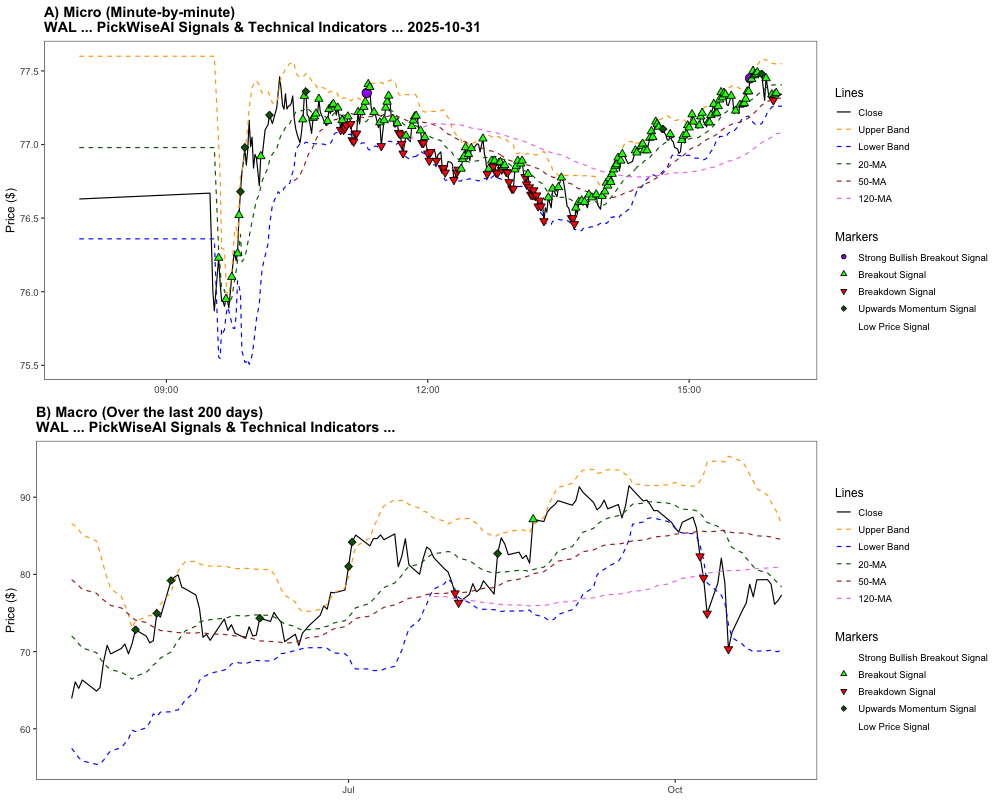 A) Micro (Minute-by-minute)
WAL ... PickWiseAI Signals & Technical Indicators ... 2025-10-31
Price ($)
77.5
77.0
76.5
76.0
75.5
09:00
12:00
15:00
Lines
Close
Upper Band
Lower Band
20-MA
50-MA
120-MA
Markers
Strong Bullish Breakout Signal
Breakout Signal
Breakdown Signal
Upwards Momentum Signal
Low Price Signal
B) Macro (Over the last 200 days)
WAL ... PickWiseAI Signals & Technical Indicators ...
Price ($)
90
80
70
60
Jul
Oct
Lines
Close
Upper Band
Lower Band
20-MA
50-MA
120-MA
Markers
Strong Bullish Breakout Signal
Breakout Signal
Breakdown Signal
Upwards Momentum Signal
Low Price Signal